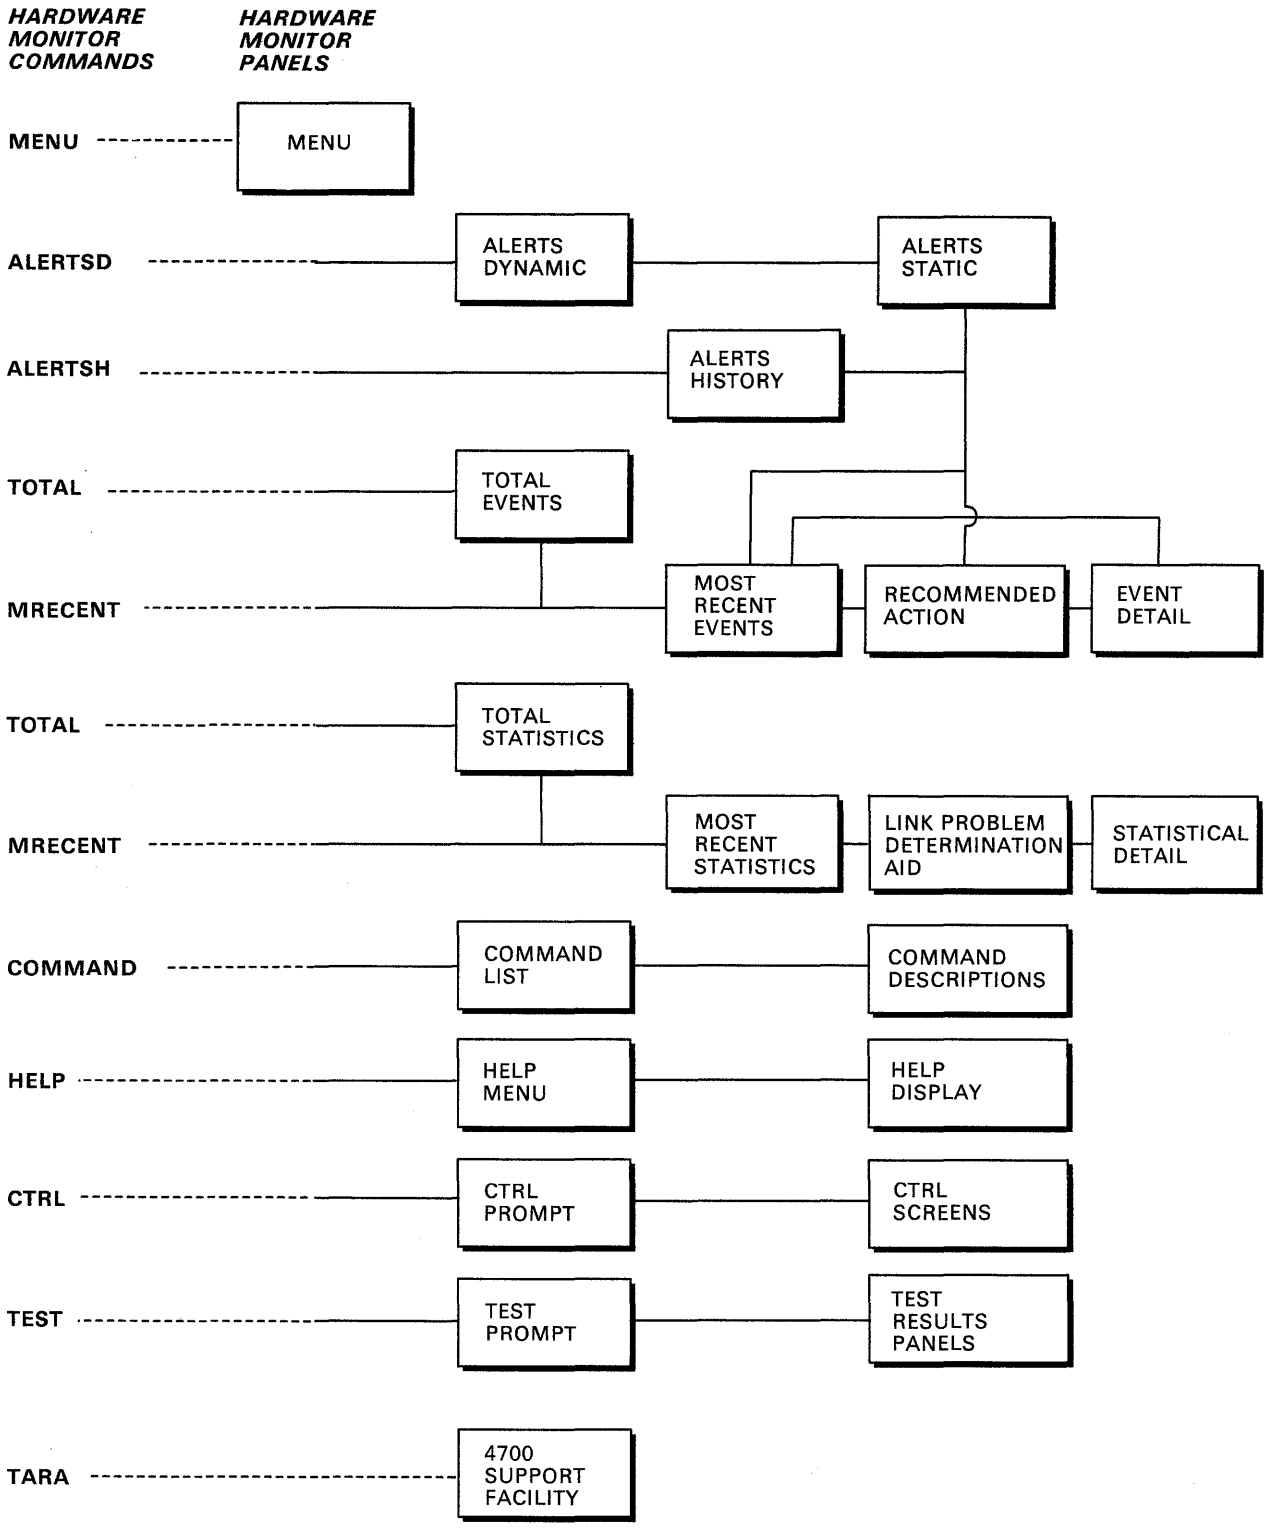 HARDWARE
MONITOR
COMMANDS
HARDWARE
MONITOR
PANELS
MENU
MENU
ALERTSD
ALERTS
DYNAMIC
ALERTS
STATIC
ALERTSH
ALERTS
HISTORY
TOTAL
TOTAL
EVENTS
MRECENT
MOST
RECENT
EVENTS
RECOMMENDED
ACTION
EVENT
DETAIL
TOTAL
TOTAL
STATISTICS
MRECENT
MOST
RECENT
STATISTICS
LINK PROBLEM
DETERMINATION
AID
STATISTICAL
DETAIL
COMMAND
COMMAND
LIST
COMMAND
DESCRIPTIONS
HELP
HELP
MENU
HELP
DISPLAY
CTRL
CTRL
PROMPT
CTRL
SCREENS
TEST
TEST
PROMPT
TEST
RESULTS
PANELS
TARA
4700
SUPPORT
FACILITY